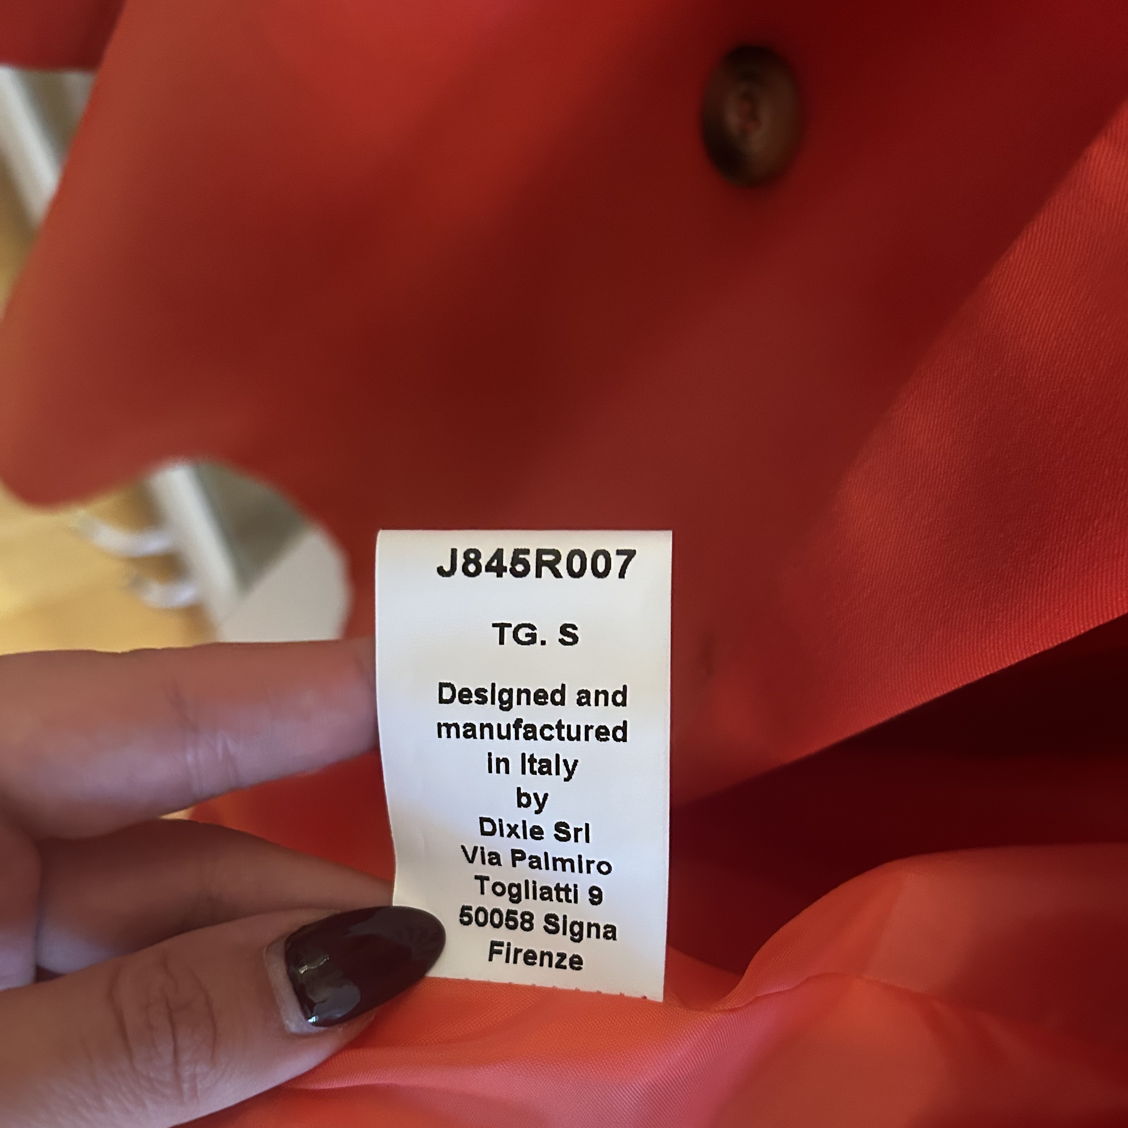 J845R007
TG. S
Designed and
manufactured
in Italy
by
Dixie Srl
Via Palmiro
Togliatti 9
50058 Signa
Firenze